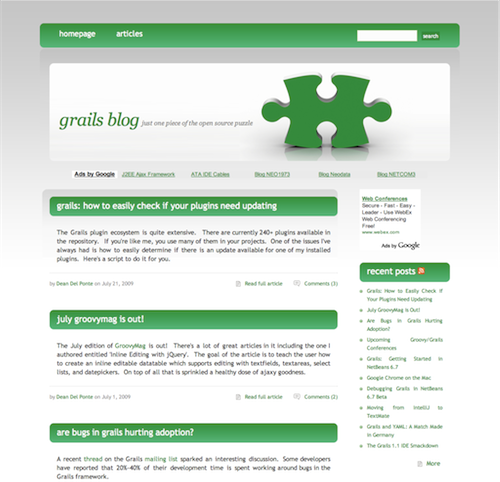 homepage articles search
grails blog just one piece of the open source puzzle
Ads by Google J2EE Ajax Framework ATA IDE Cables Blog NEO1973 Blog Neodata Blog NETCOM3
grails: how to easily check if your plugins need updating
The Grails plugin ecosystem is quite extensive. There are currently 240+ plugins available in
the repository. If you're like me, you use many of them in your projects. One of the issues I've
always had is how to easily determine if there is an update available for one of my installed
plugins. Here's a script to do it for you.
by Dean Del Ponte on July 21, 2009 Read full article Comments (3)
july groovymag is out!
The July edition of GroovyMag is out! There's a lot of great articles in it including the one I
authored entitled 'Inline Editing with jQuery'. The goal of the article is to teach the user how
to create an inline editable datatable which supports editing with textfields, textareas, select
lists, and datepickers. On top of all that is sprinkled a healthy dose of ajaxy goodness.
by Dean Del Ponte on July 1, 2009 Read full article Comments (2)
are bugs in grails hurting adoption?
A recent thread on the Grails mailing list sparked an interesting discussion. Some developers
have reported that 20%-40% of their development time is spent working around bugs in the
Grails framework.
Web Conferences
Secure - Fast - Easy -
Leader - Use WebEx
Web Conferencing
Free!
www.webex.com
Ads by Google
recent posts
Grails: How to Easily Check if
Your Plugins Need Updating
July GroovyMag is Out!
Are Bugs in Grails Hurting
Adoption?
Upcoming Groovy/Grails
Conferences
Grails: Getting Started in
NetBeans 6.7
Google Chrome on the Mac
Debugging Grails in NetBeans
6.7 Beta
Moving from IntelliJ to
TextMate
Grails and YAML: A Match Made
in Germany
The Grails 1.1 IDE Smackdown
More